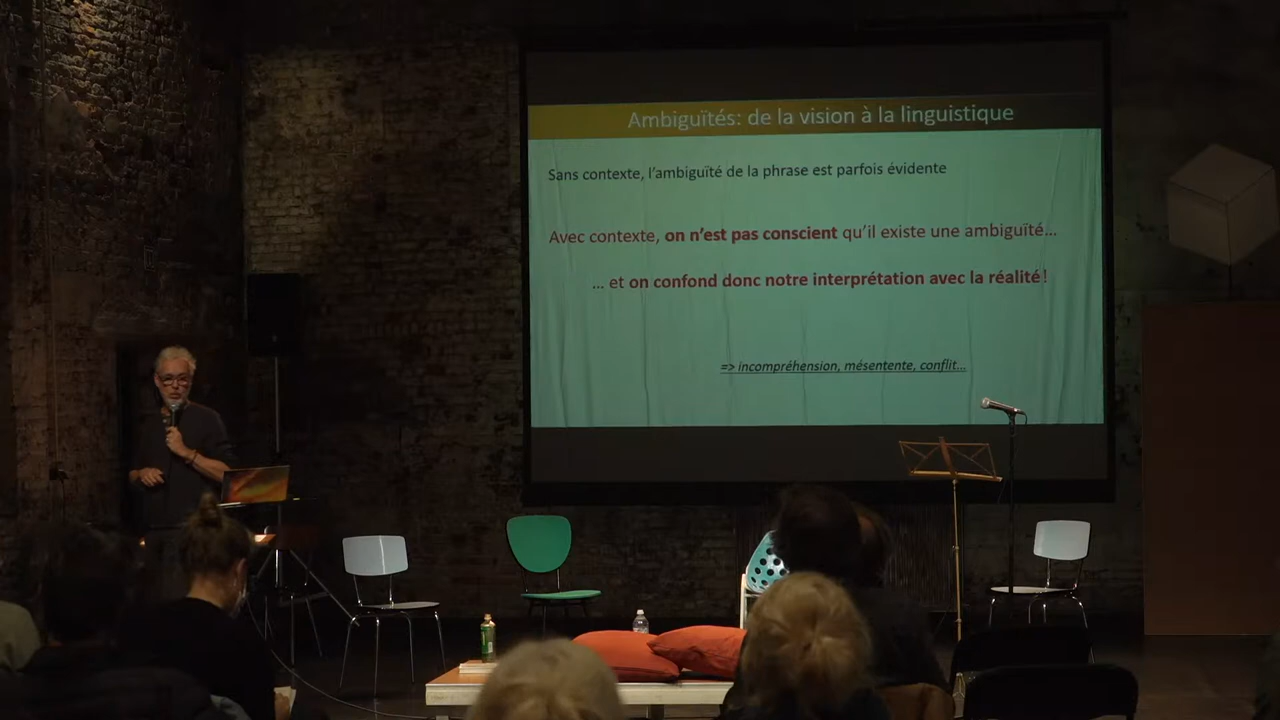 Ambiguïtés: de la vision à la linguistique
Sans contexte, l'ambiguïté de la phrase est parfois évidente
Avec contexte, on n'est pas conscient qu'il existe une ambiguïté...
... et on confond donc notre interprétation avec la réalité!
=> incompréhension, mésentente, conflit...